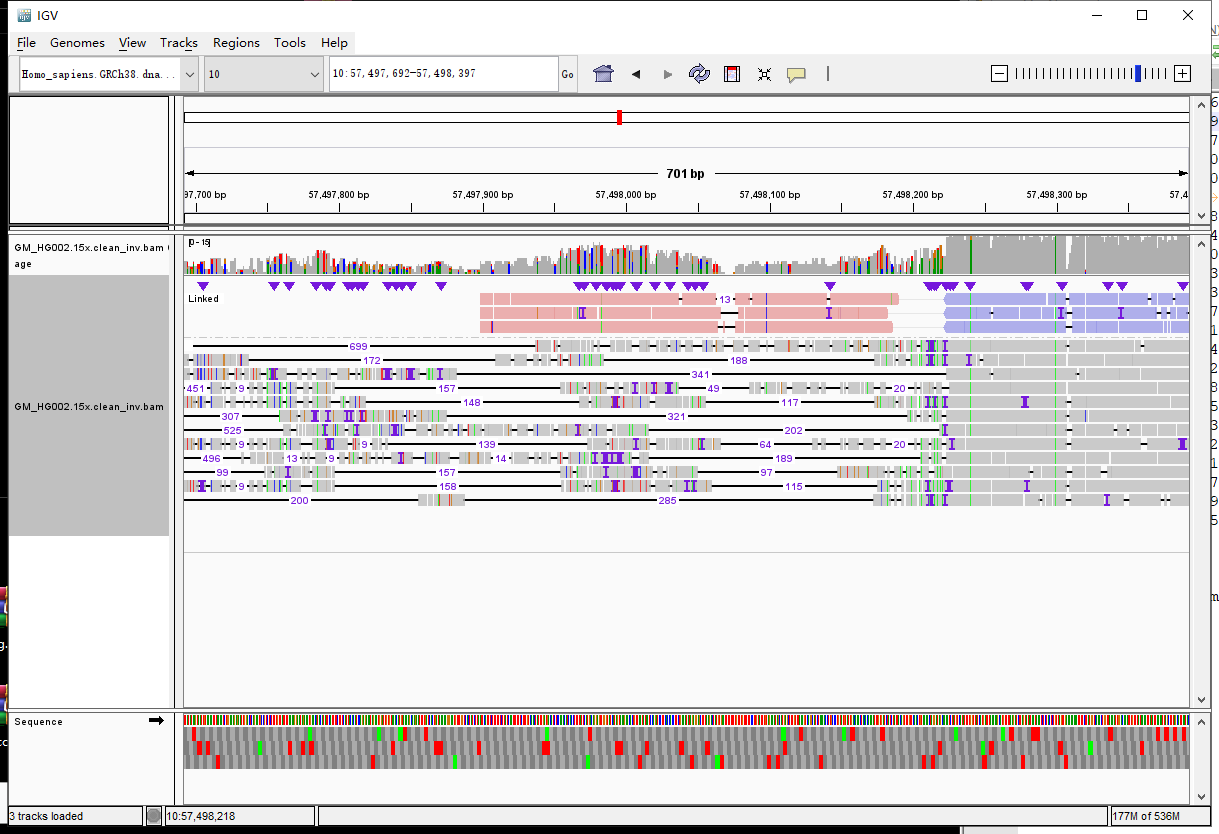 IGV
File Genomes View Tracks Regions Tools Help
Homo_sapiens.GRCh38.dna... 10 10:57,497,692-57,498,397 Go
701 bp
97,700 bp 57,497,800 bp 57,497,900 bp 57,498,000 bp 57,498,100 bp 57,498,200 bp 57,498,300 bp 57,4
GM_HG002.15x.clean_inv.bam
age
[0 - 15]
Linked
13
699
172 188
341
451 9 157 49 20
148 117
307 321
525 202
GM_HG002.15x.clean_inv.bam
9 9 139 64 20
496 13 9 14 189
99 157 97
9 158 115
200 285
Sequence
3 tracks loaded 10:57,498,218 177M of 536M